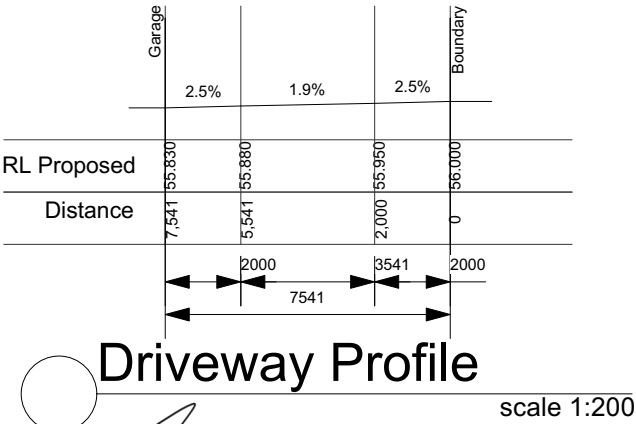 Garage
Boundary
2.5% 1.9% 2.5%
RL Proposed 55.830 55.880 55.950 56.000
Distance 7,541 5,541 2,000 0
2000 3541 2000
7541
Driveway Profile
scale 1:200